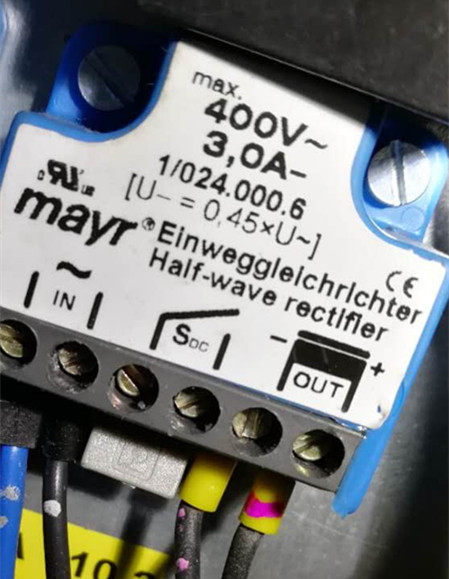 max.
400V~
3,0A–
1/024.000.6
[U– = 0,45×U~]
mayr® Einweggleichrichter
Half-wave rectifier
CE
~
IN
SDC
– +
OUT
10